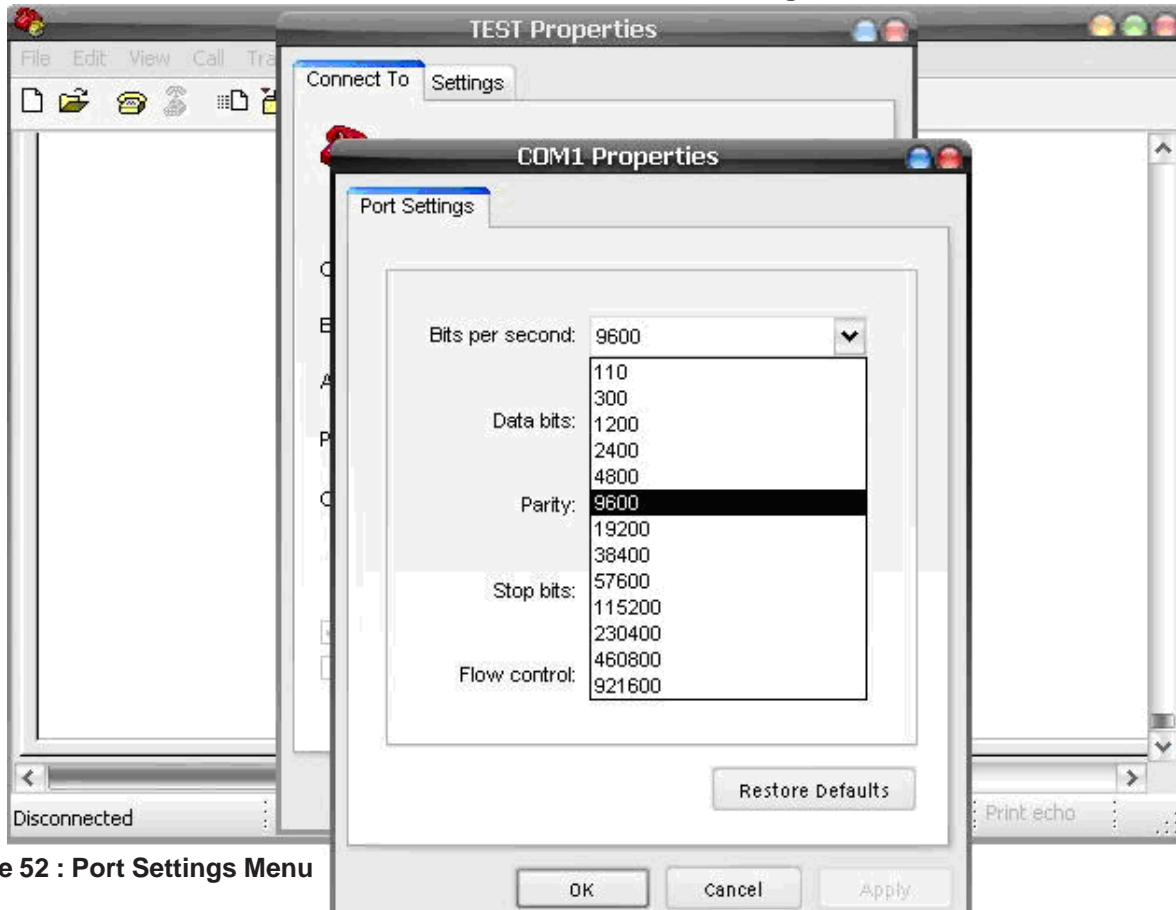 TEST Properties
File Edit View Call Tra
Connect To Settings
COM1 Properties
Port Settings
Bits per second: 9600
110
300
Data bits: 1200
2400
4800
Parity: 9600
19200
38400
Stop bits: 57600
115200
230400
Flow control: 460800
921600
Restore Defaults
Disconnected
Print echo
e 52 : Port Settings Menu
OK Cancel Apply